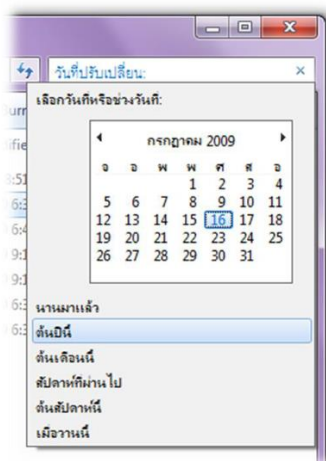 วันที่ปรับเปลี่ยน:
เลือกวันที่หรือช่วงวันที่:
กรกฎาคม 2009
อ จ พ พ ศ ส อ
1 2 3 4
5 6 7 8 9 10 11
12 13 14 15 16 17 18
19 20 21 22 23 24 25
26 27 28 29 30 31
นานมาแล้ว
ต้นปีนี้
ต้นเดือนนี้
สัปดาห์ที่ผ่านไป
ต้นสัปดาห์นี้
เมื่อวานนี้